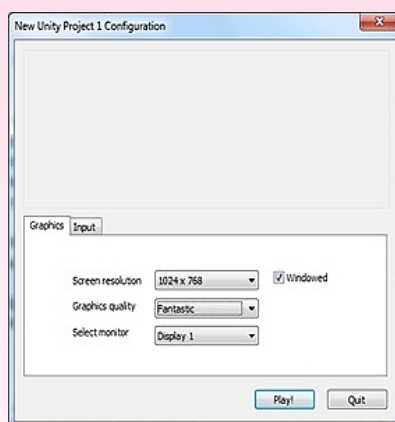 New Unity Project 1 Configuration
Graphics Input
Screen resolution 1024 x 768 Windowed
Graphics quality Fantastic
Select monitor Display 1
Play! Quit